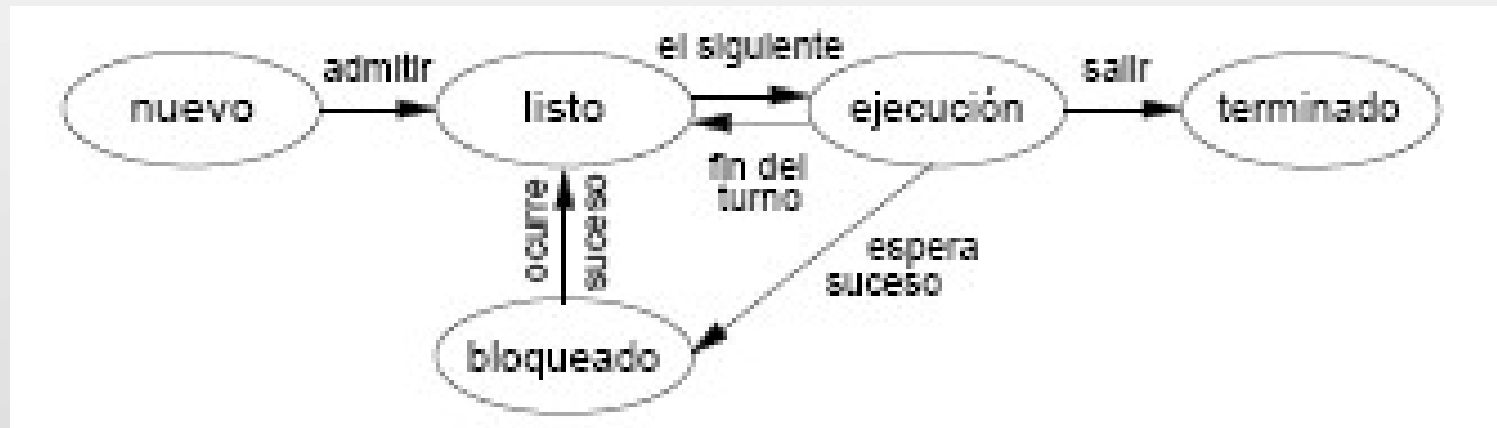 nuevo
admitir
listo
el siguiente
ejecución
salir
terminado
fin del
turno
ocurre
suceso
espera
suceso
bloqueado